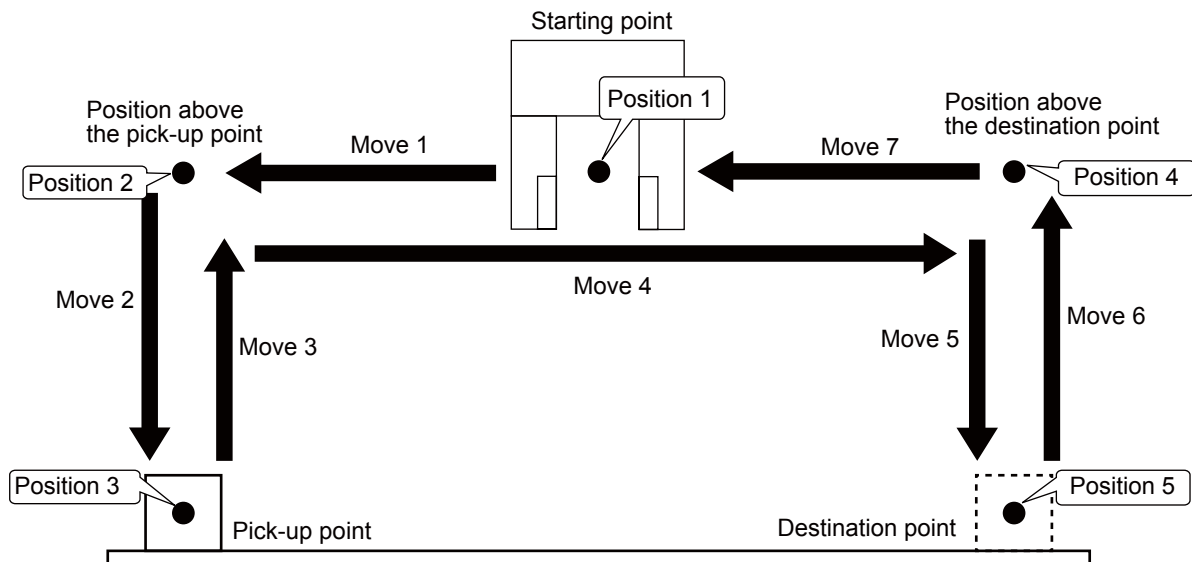 Starting point
Position 1
Position above
the pick-up point
Position above
the destination point
Move 1
Move 7
Position 2
Position 4
Move 4
Move 2
Move 3
Move 5
Move 6
Position 3
Position 5
Pick-up point
Destination point